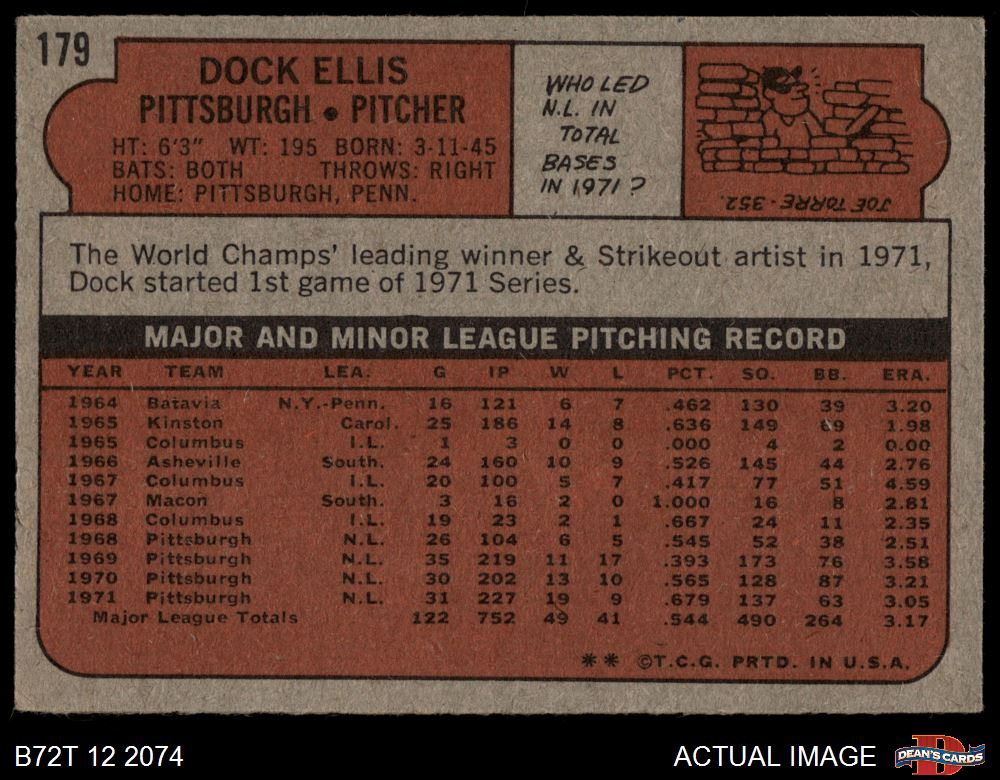 179
DOCK ELLIS
PITTSBURGH • PITCHER
HT: 6'3" WT: 195 BORN: 3-11-45
BATS: BOTH THROWS: RIGHT
HOME: PITTSBURGH, PENN.
WHO LED
N.L. IN
TOTAL
BASES
IN 1971?
JOE TORRE-352.
The World Champs' leading winner & Strikeout artist in 1971,
Dock started 1st game of 1971 Series.
MAJOR AND MINOR LEAGUE PITCHING RECORD
YEAR TEAM LEA. G IP W L PCT. SO. BB. ERA.
1964 Batavia N.Y.-Penn. 16 121 6 7 .462 130 39 3.20
1965 Kinston Carol. 25 186 14 8 .636 149 69 1.98
1965 Columbus I.L. 1 3 0 0 .000 4 2 0.00
1966 Asheville South. 24 160 10 9 .526 145 44 2.76
1967 Columbus I.L. 20 100 5 7 .417 77 51 4.59
1967 Macon South. 3 16 2 0 1.000 16 8 2.81
1968 Columbus I.L. 19 23 2 1 .667 24 11 2.35
1968 Pittsburgh N.L. 26 104 6 5 .545 52 38 2.51
1969 Pittsburgh N.L. 35 219 11 17 .393 173 76 3.58
1970 Pittsburgh N.L. 30 202 13 10 .565 128 87 3.21
1971 Pittsburgh N.L. 31 227 19 9 .679 137 63 3.05
Major League Totals 122 752 49 41 .544 490 264 3.17
** ©T.C.G. PRTD. IN U.S.A.
B72T 12 2074
ACTUAL IMAGE
DEAN'S CARDS